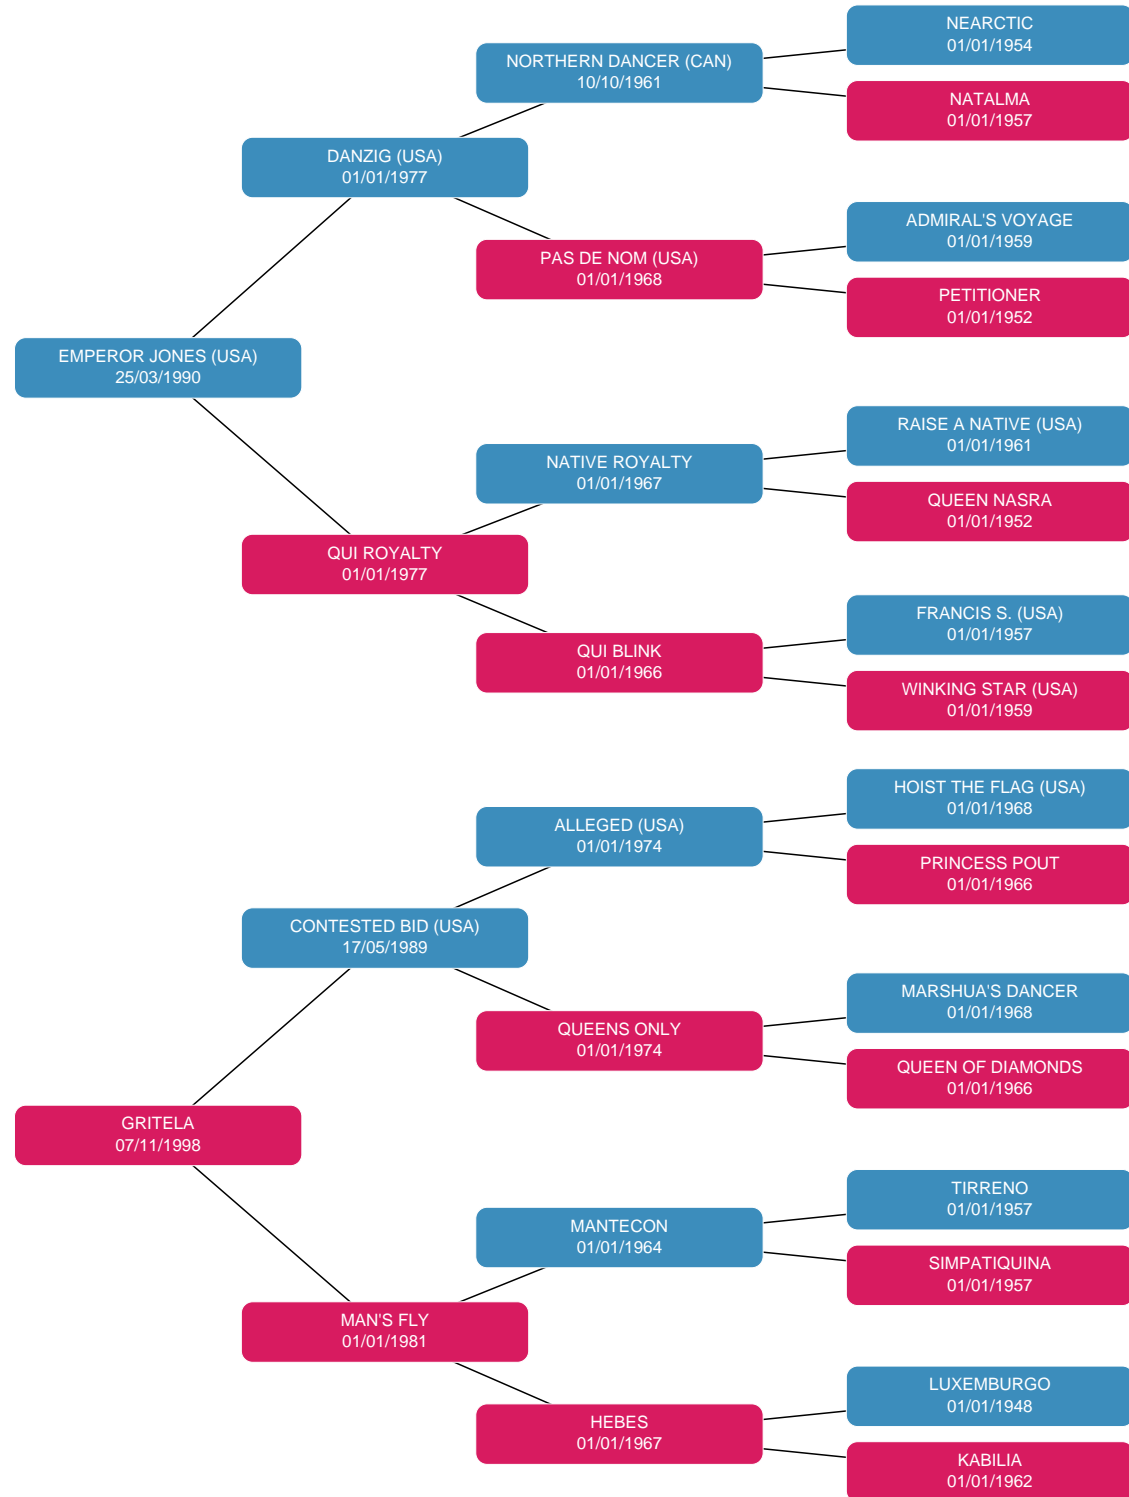 NEARCTIC
01/01/1954
NORTHERN DANCER (CAN)
10/10/1961
NATALMA
01/01/1957
DANZIG (USA)
01/01/1977
ADMIRAL'S VOYAGE
01/01/1959
PAS DE NOM (USA)
01/01/1968
PETITIONER
01/01/1952
EMPEROR JONES (USA)
25/03/1990
RAISE A NATIVE (USA)
01/01/1961
NATIVE ROYALTY
01/01/1967
QUEEN NASRA
01/01/1952
QUI ROYALTY
01/01/1977
FRANCIS S. (USA)
01/01/1957
QUI BLINK
01/01/1966
WINKING STAR (USA)
01/01/1959
HOIST THE FLAG (USA)
01/01/1968
ALLEGED (USA)
01/01/1974
PRINCESS POUT
01/01/1966
CONTESTED BID (USA)
17/05/1989
MARSHUA'S DANCER
01/01/1968
QUEENS ONLY
01/01/1974
QUEEN OF DIAMONDS
01/01/1966
GRITELA
07/11/1998
TIRRENO
01/01/1957
MANTECON
01/01/1964
SIMPATIQUINA
01/01/1957
MAN'S FLY
01/01/1981
LUXEMBURGO
01/01/1948
HEBES
01/01/1967
KABILIA
01/01/1962